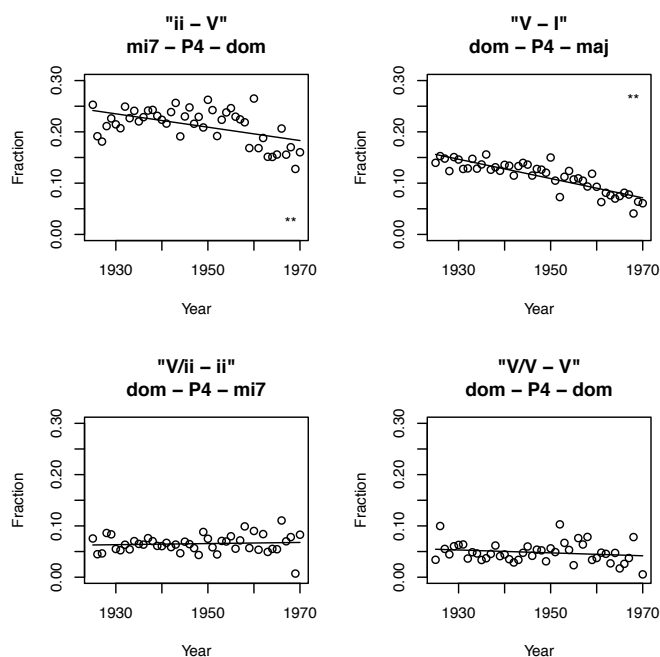 "ii – V"
mi7 – P4 – dom
Fraction
0.00 0.10 0.20 0.30
**
1930 1950 1970
Year
"V – I"
dom – P4 – maj
Fraction
0.00 0.10 0.20 0.30
**
1930 1950 1970
Year
"V/ii – ii"
dom – P4 – mi7
Fraction
0.00 0.10 0.20 0.30
1930 1950 1970
Year
"V/V – V"
dom – P4 – dom
Fraction
0.00 0.10 0.20 0.30
1930 1950 1970
Year